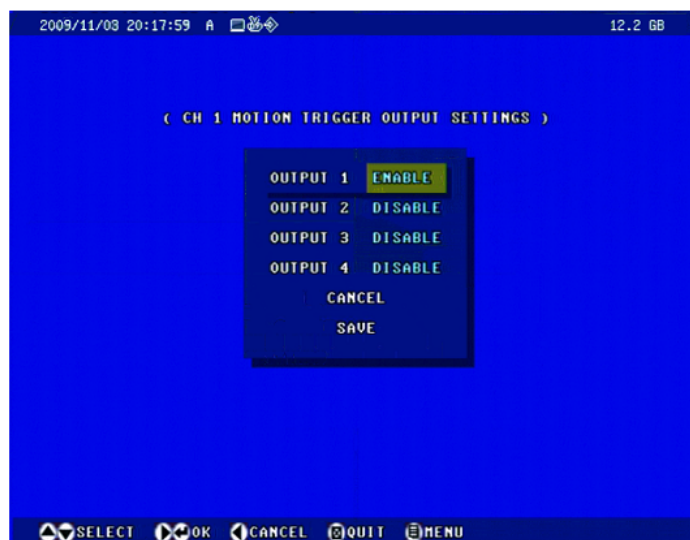 2009/11/03 20:17:59 A 12.2 GB
( CH 1 MOTION TRIGGER OUTPUT SETTINGS )
OUTPUT 1 ENABLE
OUTPUT 2 DISABLE
OUTPUT 3 DISABLE
OUTPUT 4 DISABLE
CANCEL
SAVE
SELECT OK CANCEL QUIT MENU